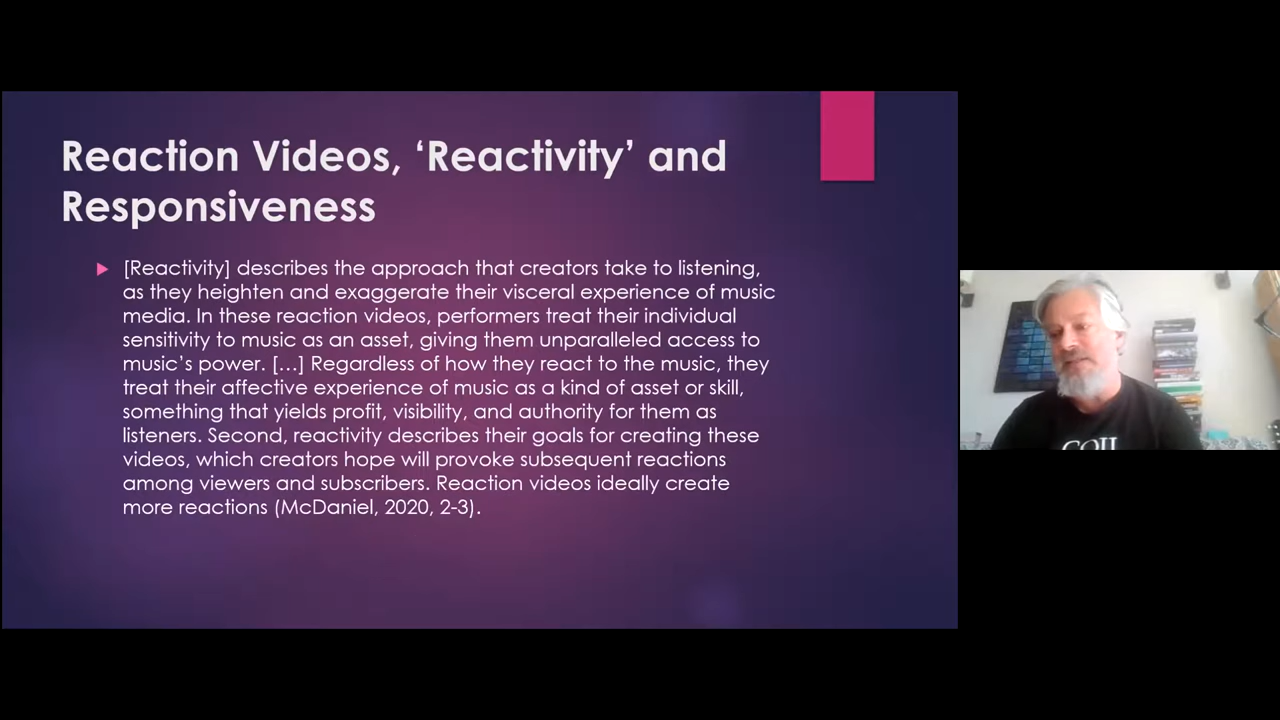 Reaction Videos, ‘Reactivity’ and
Responsiveness
[Reactivity] describes the approach that creators take to listening,
as they heighten and exaggerate their visceral experience of music
media. In these reaction videos, performers treat their individual
sensitivity to music as an asset, giving them unparalleled access to
music’s power. […] Regardless of how they react to the music, they
treat their affective experience of music as a kind of asset or skill,
something that yields profit, visibility, and authority for them as
listeners. Second, reactivity describes their goals for creating these
videos, which creators hope will provoke subsequent reactions
among viewers and subscribers. Reaction videos ideally create
more reactions (McDaniel, 2020, 2-3).